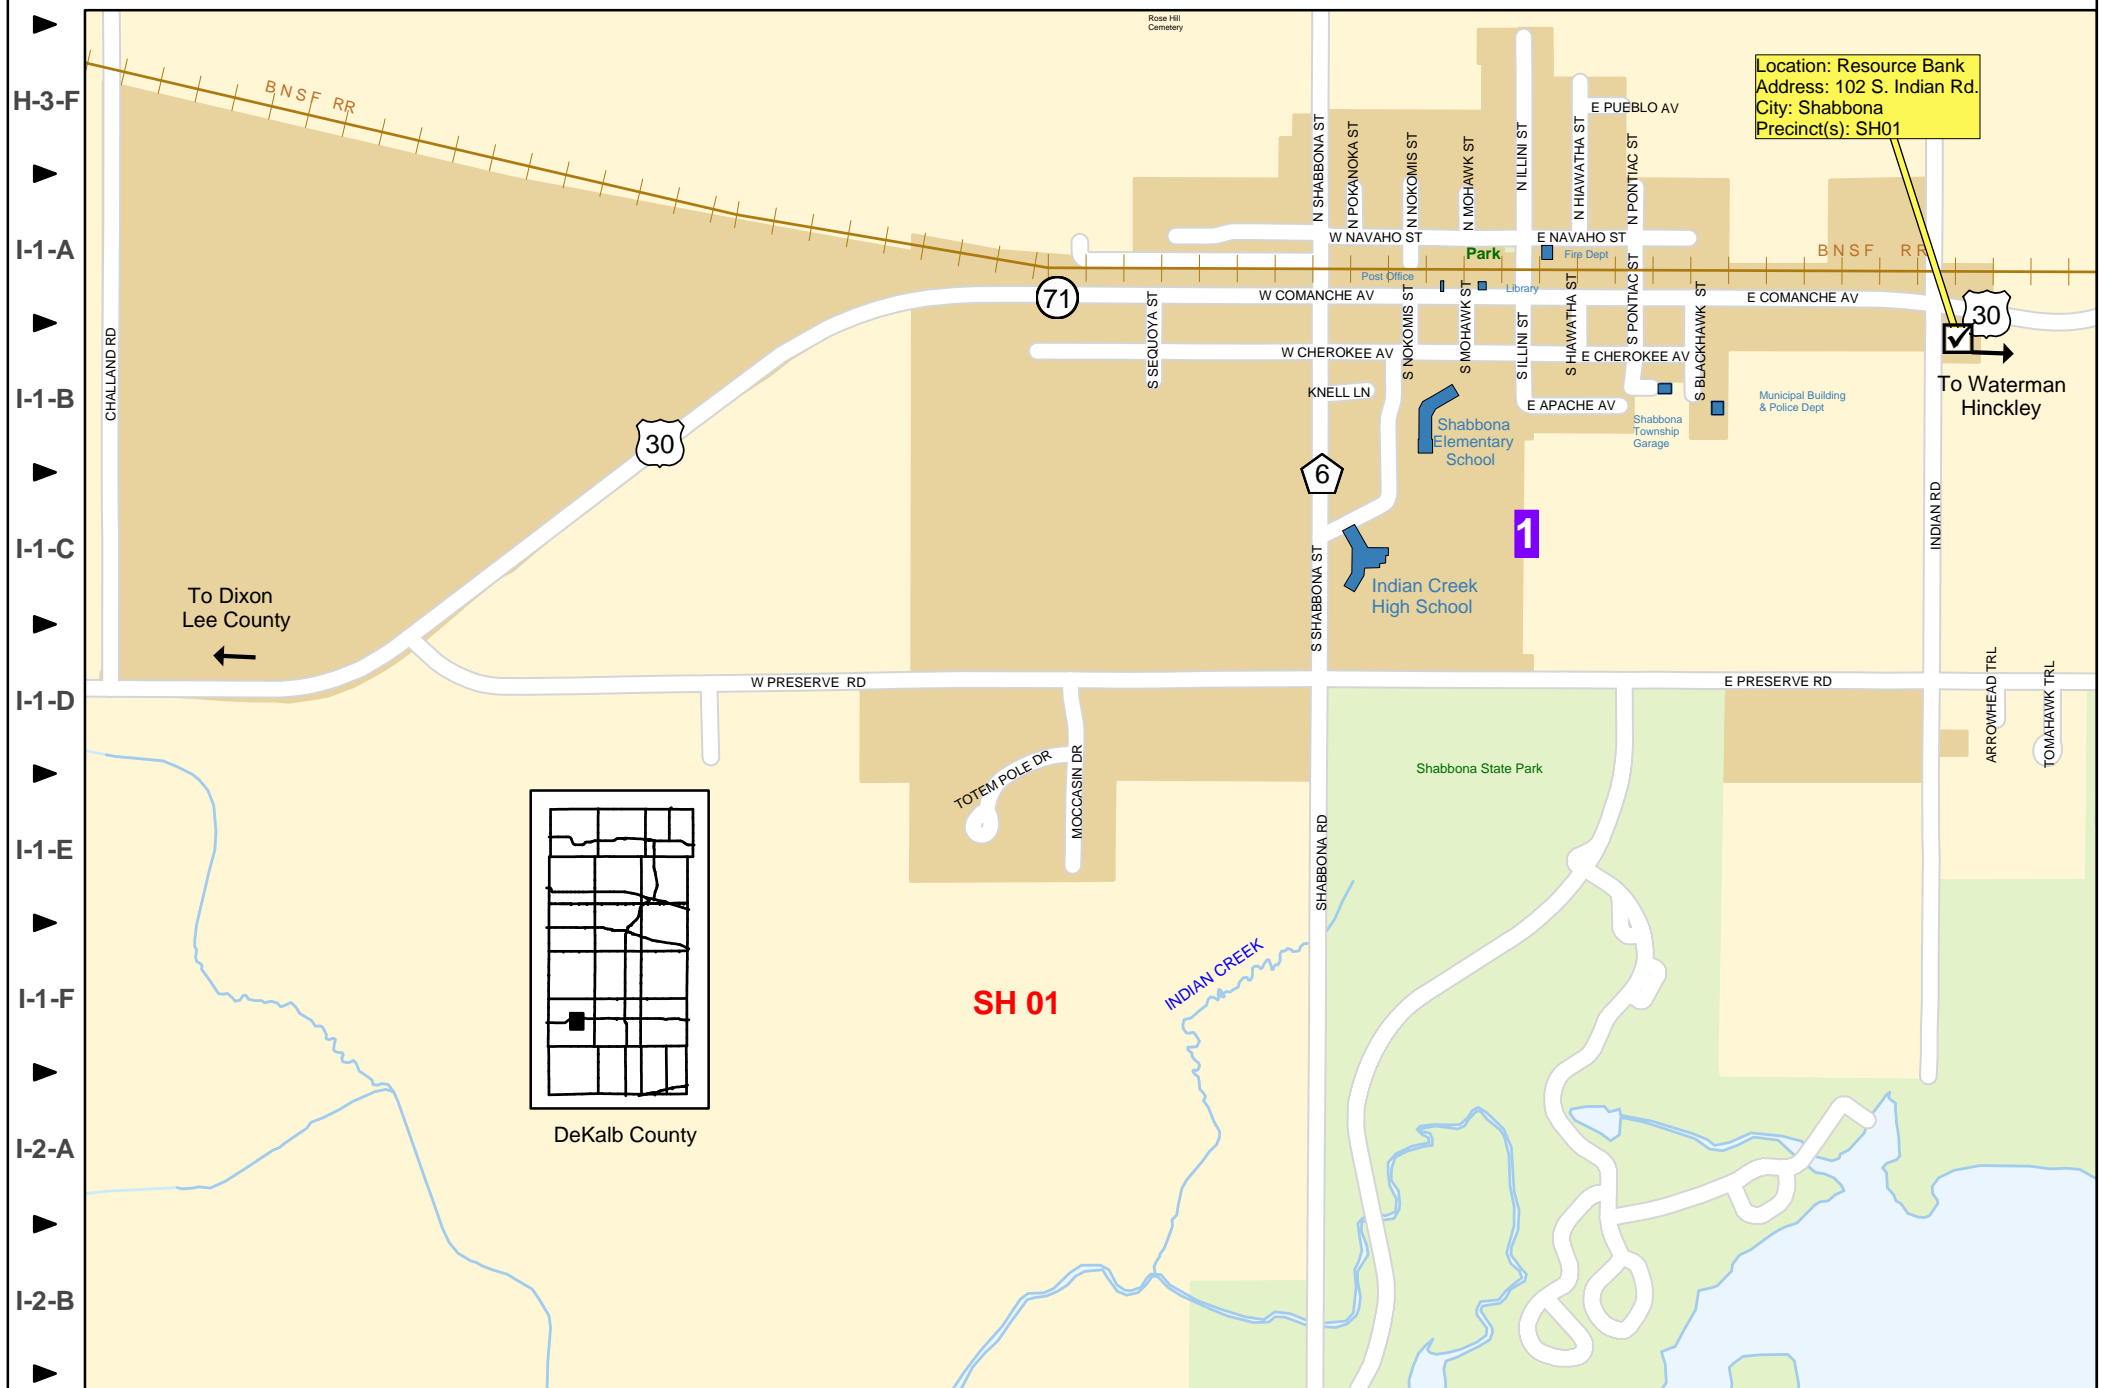 Rose Hill
Cemetery
H-3-F
I-1-A
I-1-B
I-1-C
I-1-D
I-1-E
I-1-F
I-2-A
I-2-B
BNSF RR
Location: Resource Bank
Address: 102 S. Indian Rd.
City: Shabbona
Precinct(s): SH01
E PUEBLO AV
N SHABBONA ST
N POKANOKA ST
N NOKOMIS ST
N MOHAWK ST
N ILLINI ST
N HIAWATHA ST
N PONTIAC ST
W NAVAHO ST
E NAVAHO ST
Park
Fire Dept
BNSF RR
Post Office
Library
71
W COMANCHE AV
E COMANCHE AV
30
CHALLAND RD
S SEQUOYA ST
S NOKOMIS ST
S MOHAWK ST
S ILLINI ST
S HIAWATHA ST
S PONTIAC ST
S BLACKHAWK ST
W CHEROKEE AV
E CHEROKEE AV
To Waterman
Hinckley
KNELL LN
E APACHE AV
Municipal Building
& Police Dept
Shabbona
Township
Garage
Shabbona
Elementary
School
30
6
1
INDIAN RD
S SHABBONA ST
Indian Creek
High School
To Dixon
Lee County
W PRESERVE RD
E PRESERVE RD
ARROWHEAD TRL
TOMAHAWK TRL
TOTEM POLE DR
MOCCASIN DR
Shabbona State Park
SHABBONA RD
INDIAN CREEK
SH 01
DeKalb County